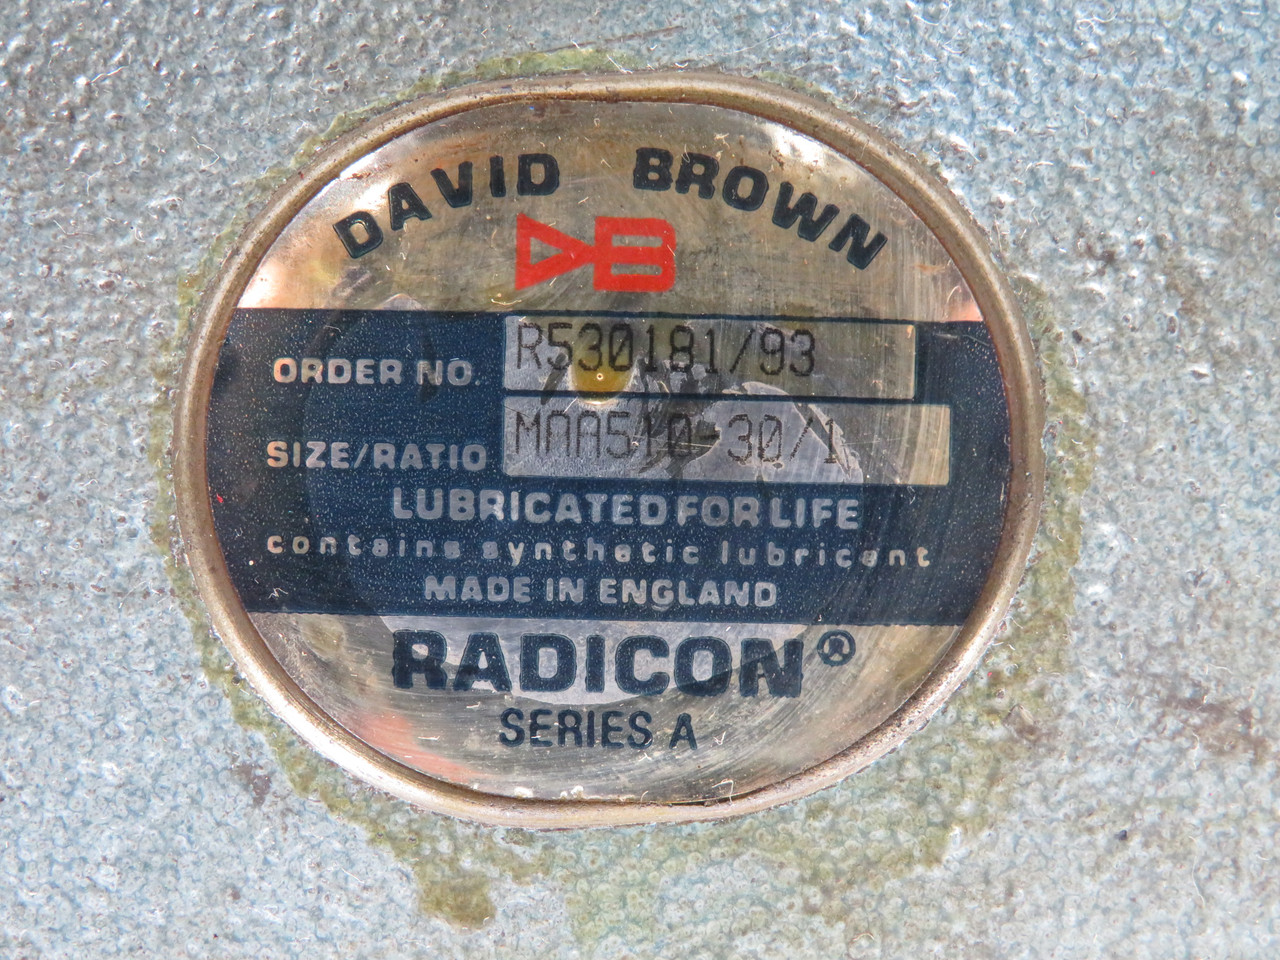 DAVID BROWN
DB
ORDER NO. R530181/93
SIZE/RATIO MAA510-30/1
LUBRICATED FOR LIFE
contains synthetic lubricant
MADE IN ENGLAND
RADICON®
SERIES A